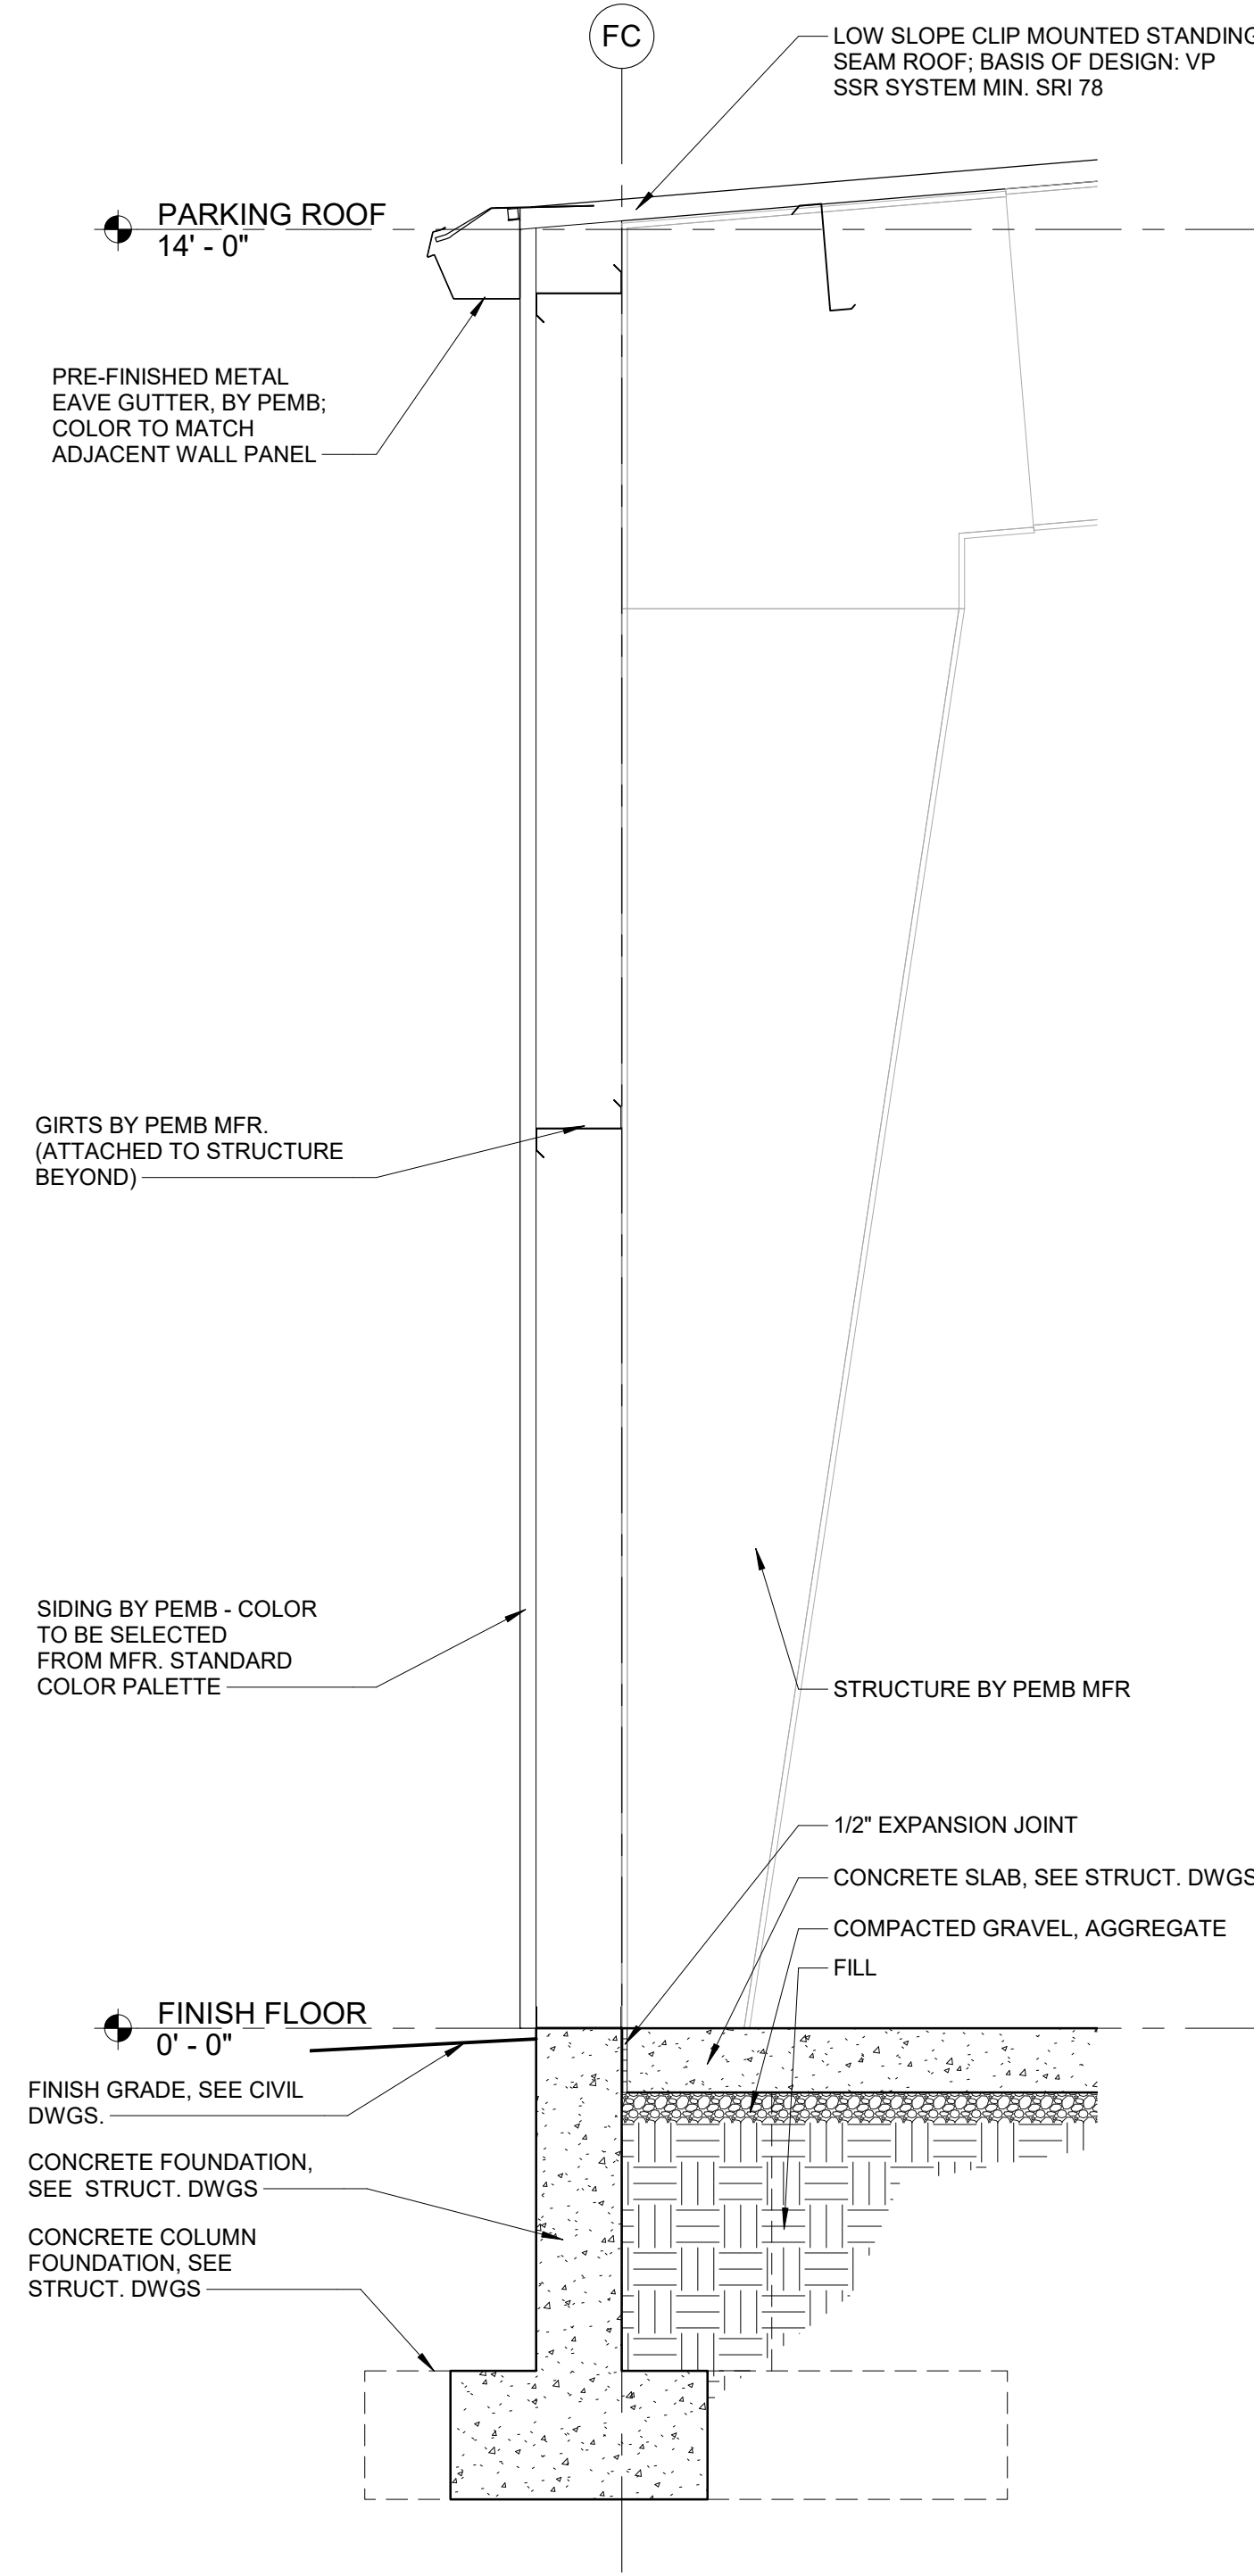 FC
LOW SLOPE CLIP MOUNTED STANDING
SEAM ROOF; BASIS OF DESIGN: VP
SSR SYSTEM MIN. SRI 78
PARKING ROOF
14' - 0"
PRE-FINISHED METAL
EAVE GUTTER, BY PEMB;
COLOR TO MATCH
ADJACENT WALL PANEL
GIRTS BY PEMB MFR.
(ATTACHED TO STRUCTURE
BEYOND)
SIDING BY PEMB - COLOR
TO BE SELECTED
FROM MFR. STANDARD
COLOR PALETTE
STRUCTURE BY PEMB MFR
1/2" EXPANSION JOINT
CONCRETE SLAB, SEE STRUCT. DWGS
COMPACTED GRAVEL, AGGREGATE
FILL
FINISH FLOOR
0' - 0"
FINISH GRADE, SEE CIVIL
DWGS.
CONCRETE FOUNDATION,
SEE STRUCT. DWGS
CONCRETE COLUMN
FOUNDATION, SEE
STRUCT. DWGS